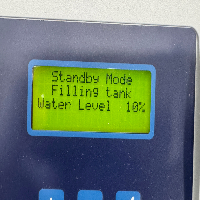 Standby Mode
Filling tank
Water Level 10%